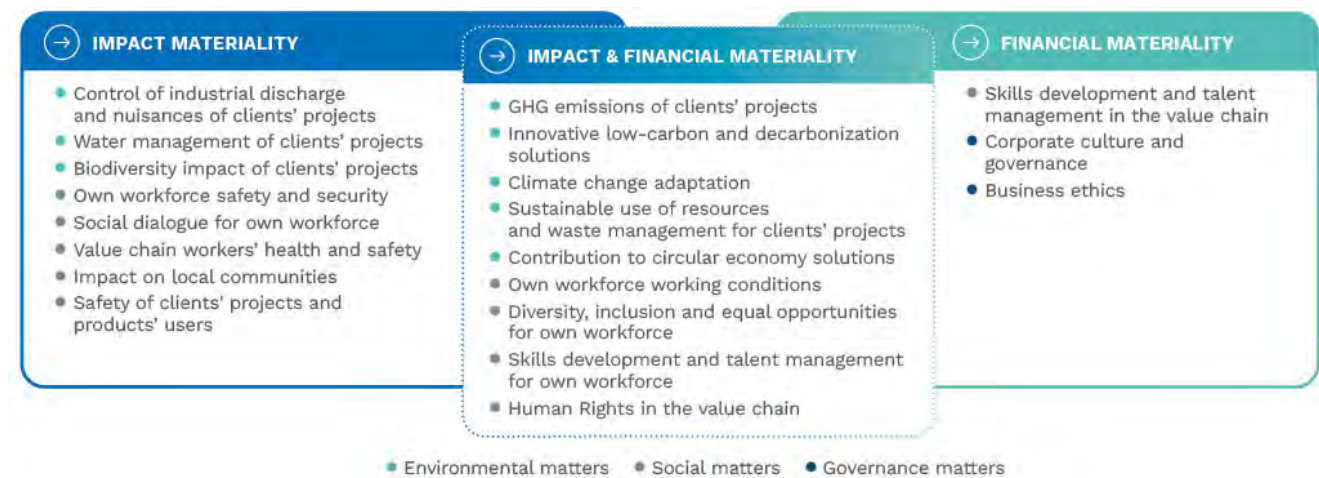 IMPACT MATERIALITY
Control of industrial discharge
and nuisances of clients' projects
Water management of clients' projects
Biodiversity impact of clients' projects
Own workforce safety and security
Social dialogue for own workforce
Value chain workers' health and safety
Impact on local communities
Safety of clients' projects and
products' users
IMPACT & FINANCIAL MATERIALITY
GHG emissions of clients' projects
Innovative low-carbon and decarbonization
solutions
Climate change adaptation
Sustainable use of resources
and waste management for clients' projects
Contribution to circular economy solutions
Own workforce working conditions
Diversity, inclusion and equal opportunities
for own workforce
Skills development and talent management
for own workforce
Human Rights in the value chain
FINANCIAL MATERIALITY
Skills development and talent
management in the value chain
Corporate culture and
governance
Business ethics
Environmental matters
Social matters
Governance matters